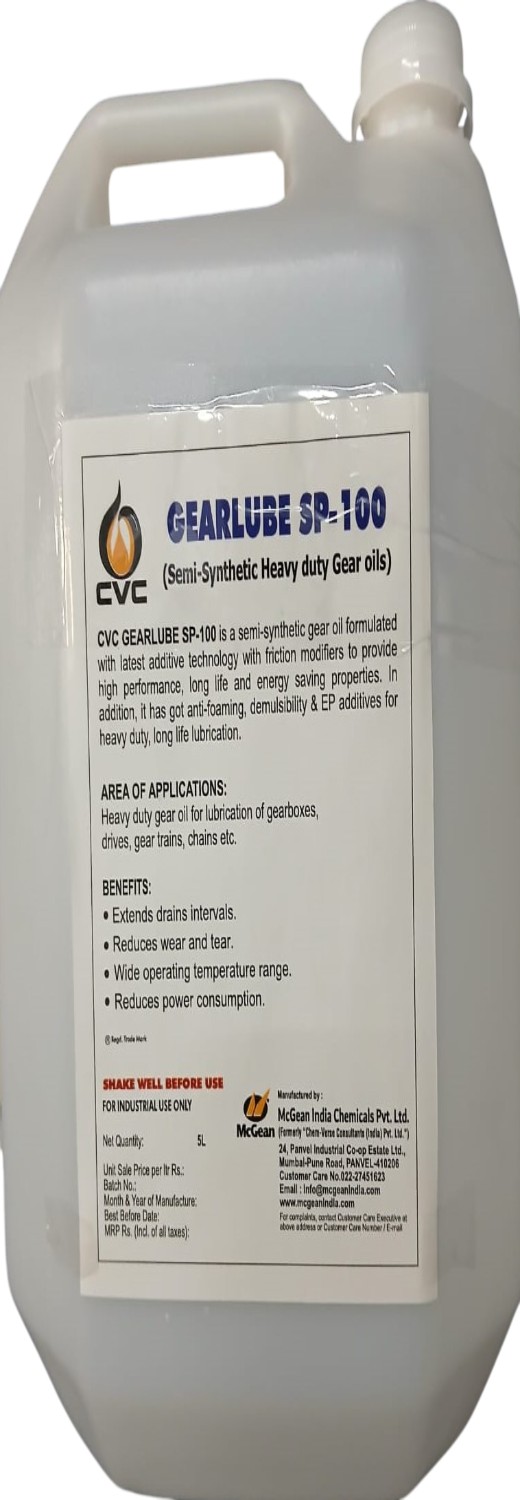 GEARLUBE SP-100
(Semi-Synthetic Heavy duty Gear oils)
CVC
CVC GEARLUBE SP-100 is a semi-synthetic gear oil formulated
with latest additive technology with friction modifiers to provide
high performance, long life and energy saving properties. In
addition, it has got anti-foaming, demulsibility & EP additives for
heavy duty, long life lubrication.
AREA OF APPLICATIONS:
Heavy duty gear oil for lubrication of gearboxes,
drives, gear trains, chains etc.
BENEFITS:
• Extends drains intervals.
• Reduces wear and tear.
• Wide operating temperature range.
• Reduces power consumption.
® Regd. Trade Mark
SHAKE WELL BEFORE USE
FOR INDUSTRIAL USE ONLY
Net Quantity: 5L
Unit Sale Price per ltr Rs.:
Batch No.:
Month & Year of Manufacture:
Best Before Date:
MRP Rs. (Incl. of all taxes):
McGean
Manufactured by :
McGean India Chemicals Pvt. Ltd.
(Formerly "Chem-Verse Consultants (India) Pvt. Ltd.")
24, Panvel Industrial Co-op Estate Ltd.,
Mumbai-Pune Road, PANVEL-410206
Customer Care No.022-27451623
Email : info@mcgeanindia.com
www.mcgeanindia.com
For complaints, contact Customer Care Executive at
above address or Customer Care Number / E-mail